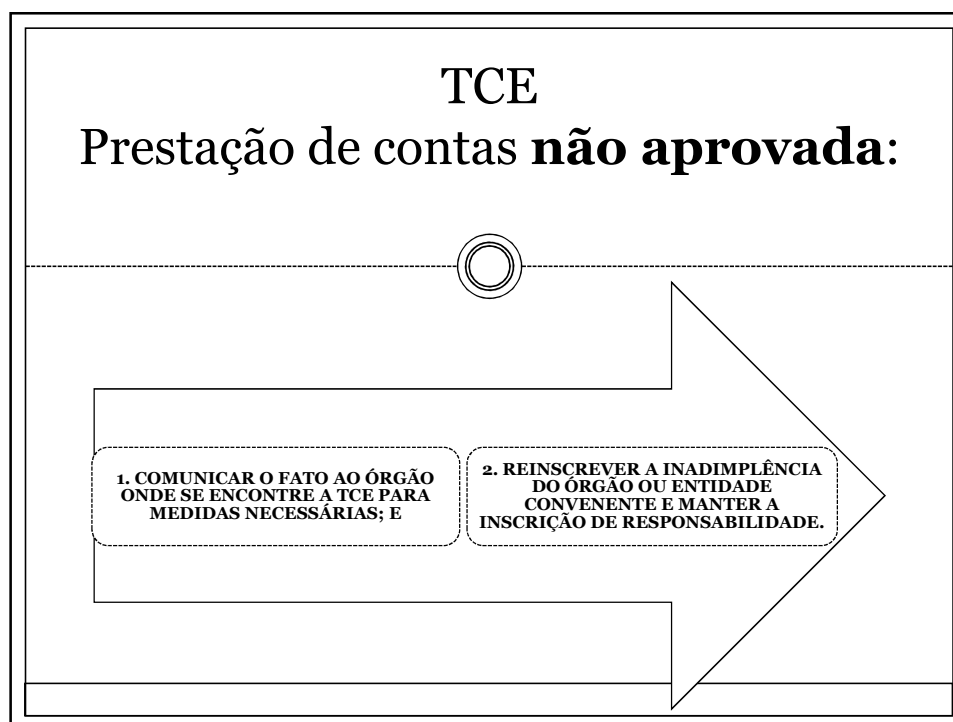 TCE
Prestação de contas não aprovada:
1. COMUNICAR O FATO AO ÓRGÃO
ONDE SE ENCONTRE A TCE PARA
MEDIDAS NECESSÁRIAS; E
2. REINSCREVER A INADIMPLÊNCIA
DO ÓRGÃO OU ENTIDADE
CONVENENTE E MANTER A
INSCRIÇÃO DE RESPONSABILIDADE.